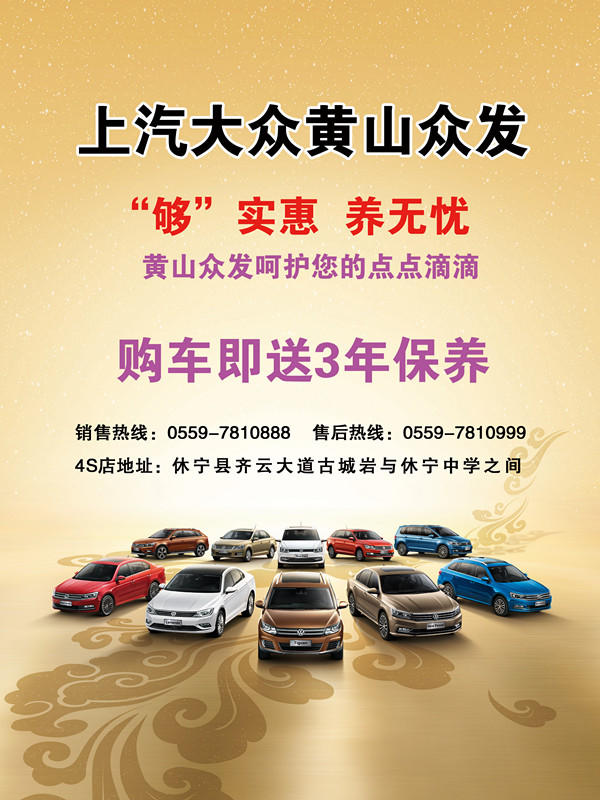 上汽大众黄山众发
“够”实惠 养无忧
黄山众发呵护您的点点滴滴
购车即送3年保养
销售热线：0559-7810888 售后热线：0559-7810999
4S店地址：休宁县齐云大道古城岩与休宁中学之间